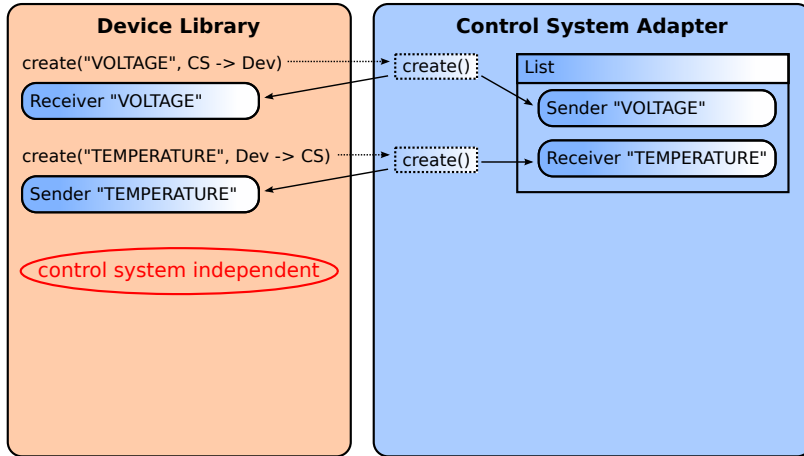 Device Library
create("VOLTAGE", CS -> Dev)
Receiver "VOLTAGE"
create("TEMPERATURE", Dev -> CS)
Sender "TEMPERATURE"
control system independent
Control System Adapter
create()
create()
List
Sender "VOLTAGE"
Receiver "TEMPERATURE"